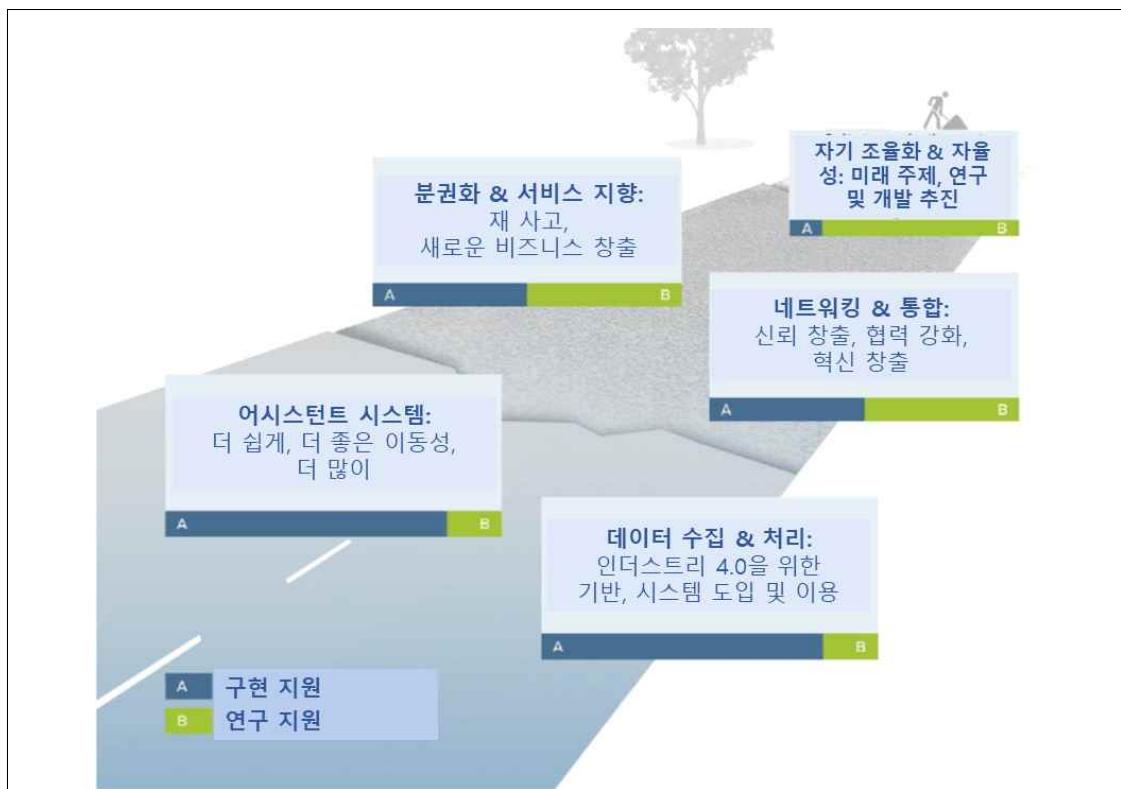 자기 조율화 & 자율
성: 미래 주제, 연구
및 개발 추진
A B
분권화 & 서비스 지향:
재 사고,
새로운 비즈니스 창출
A B
네트워킹 & 통합:
신뢰 창출, 협력 강화,
혁신 창출
A B
어시스턴트 시스템:
더 쉽게, 더 좋은 이동성,
더 많이
A B
데이터 수집 & 처리:
인더스트리 4.0을 위한
기반, 시스템 도입 및 이용
A B
A 구현 지원
B 연구 지원